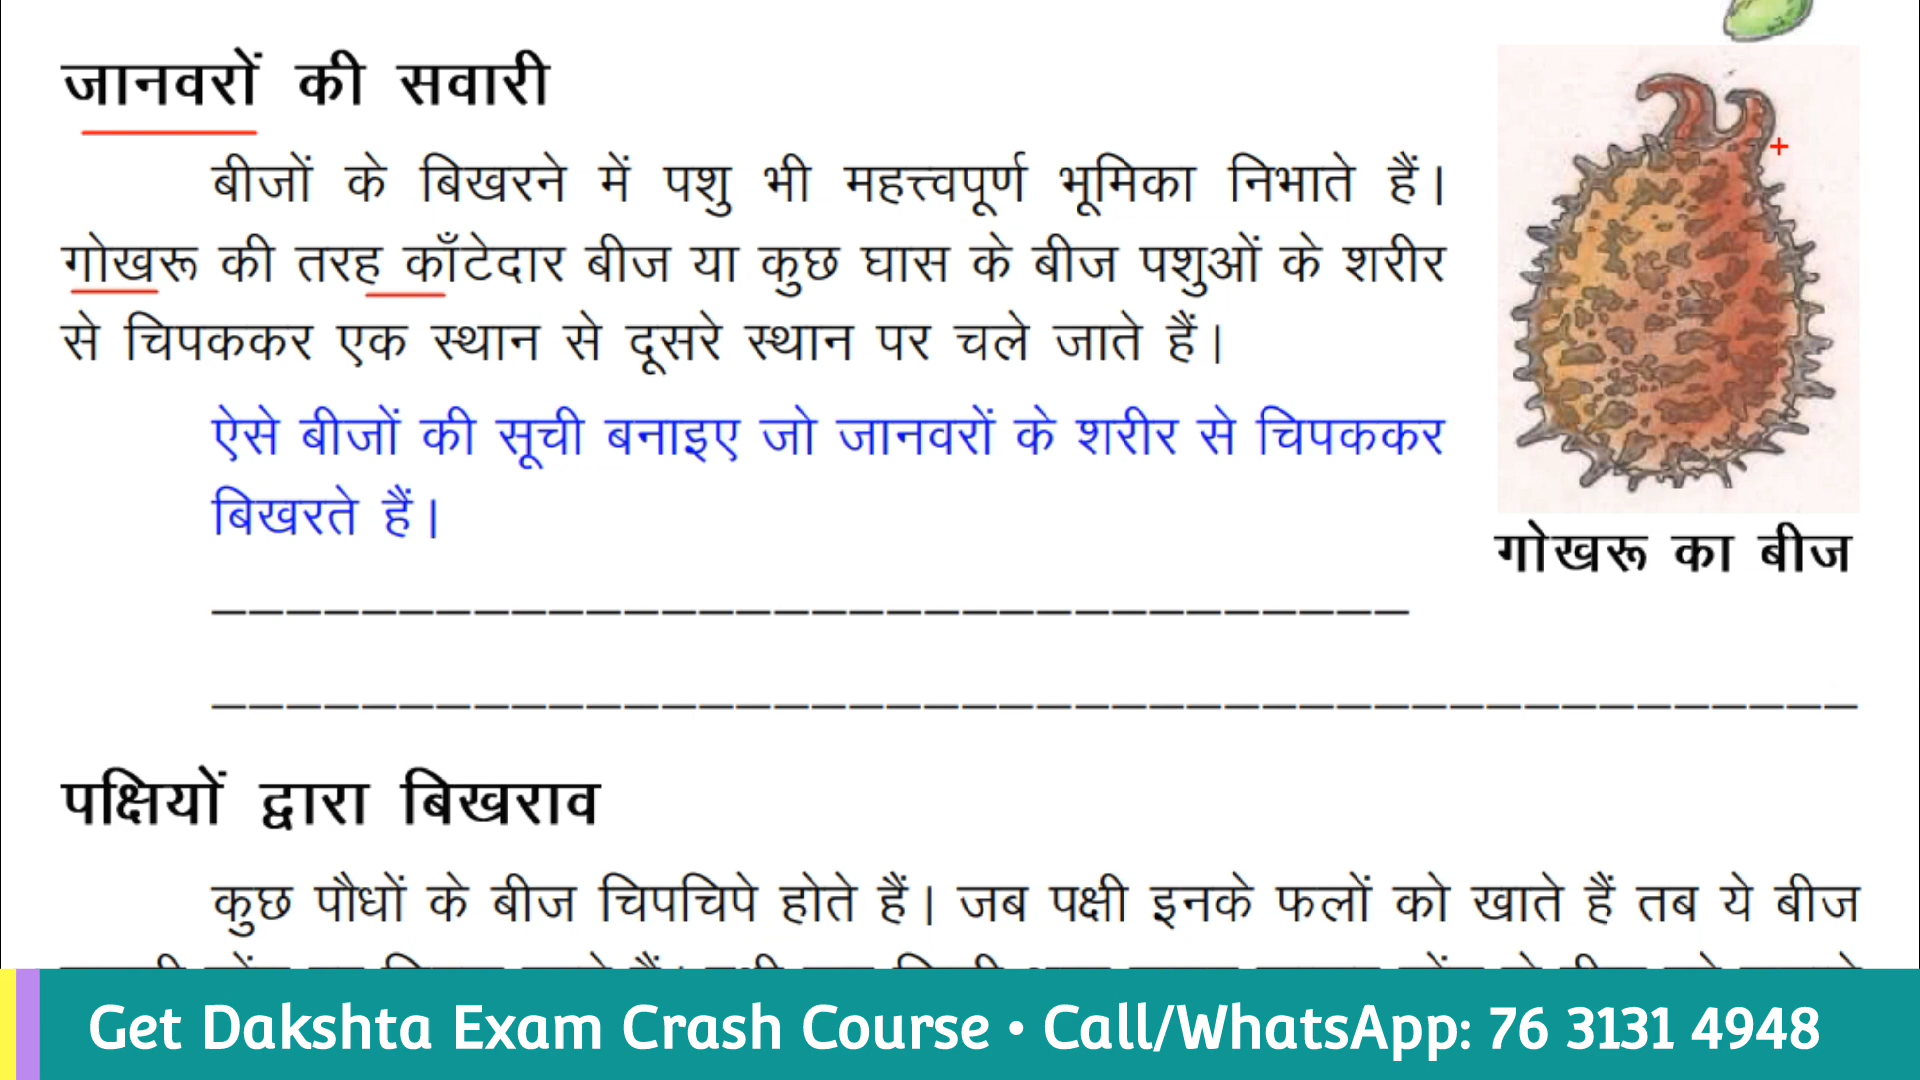 जानवरों की सवारी
बीजों के बिखरने में पशु भी महत्त्वपूर्ण भूमिका निभाते हैं।
गोखरू की तरह काँटेदार बीज या कुछ घास के बीज पशुओं के शरीर
से चिपककर एक स्थान से दूसरे स्थान पर चले जाते हैं।
ऐसे बीजों की सूची बनाइए जो जानवरों के शरीर से चिपककर
बिखरते हैं।
गोखरू का बीज
पक्षियों द्वारा बिखराव
कुछ पौधों के बीज चिपचिपे होते हैं। जब पक्षी इनके फलों को खाते हैं तब ये बीज
Get Dakshta Exam Crash Course • Call/WhatsApp: 76 3131 4948